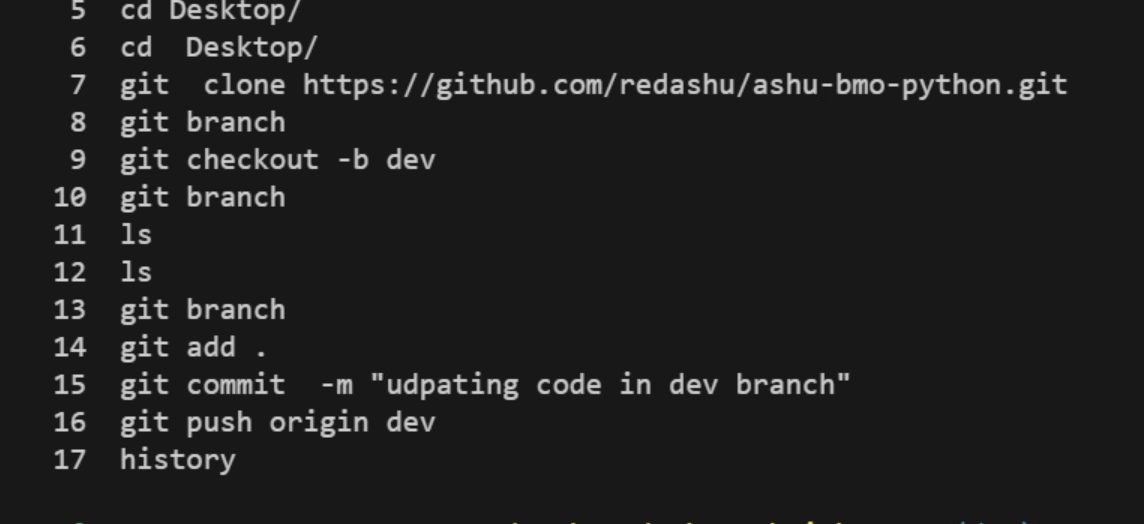 5 cd Desktop/
6 cd  Desktop/
7 git  clone https://github.com/redashu/ashu-bmo-python.git
8 git branch
9 git checkout -b dev
10 git branch
11 ls
12 ls
13 git branch
14 git add .
15 git commit  -m "udpating code in dev branch"
16 git push origin dev
17 history